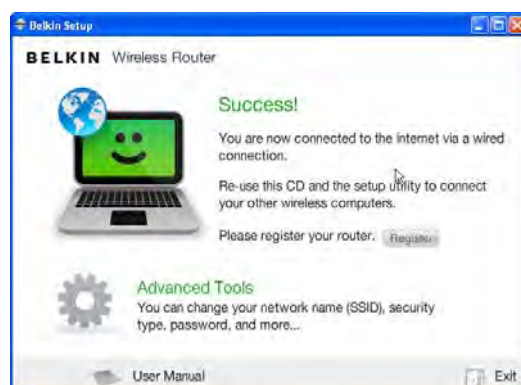 Belkin Setup
BELKIN Wireless Router
Success!
You are now connected to the internet via a wired
connection.
Re-use this CD and the setup utility to connect
your other wireless computers.
Please register your router. Register
Advanced Tools
You can change your network name (SSID), security
type, password, and more...
User Manual
Exit